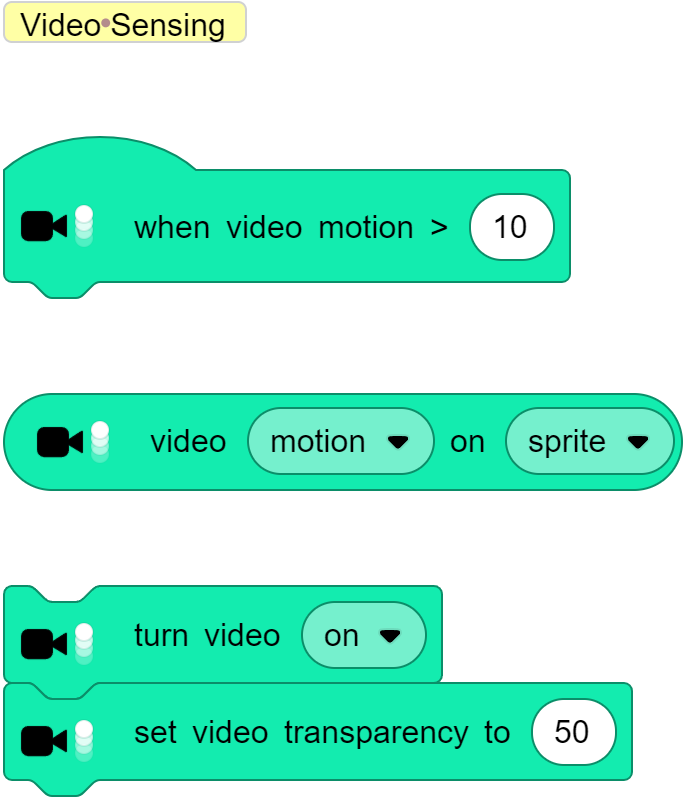 Video Sensing
when video motion > 10
video motion on sprite
turn video on
set video transparency to 50